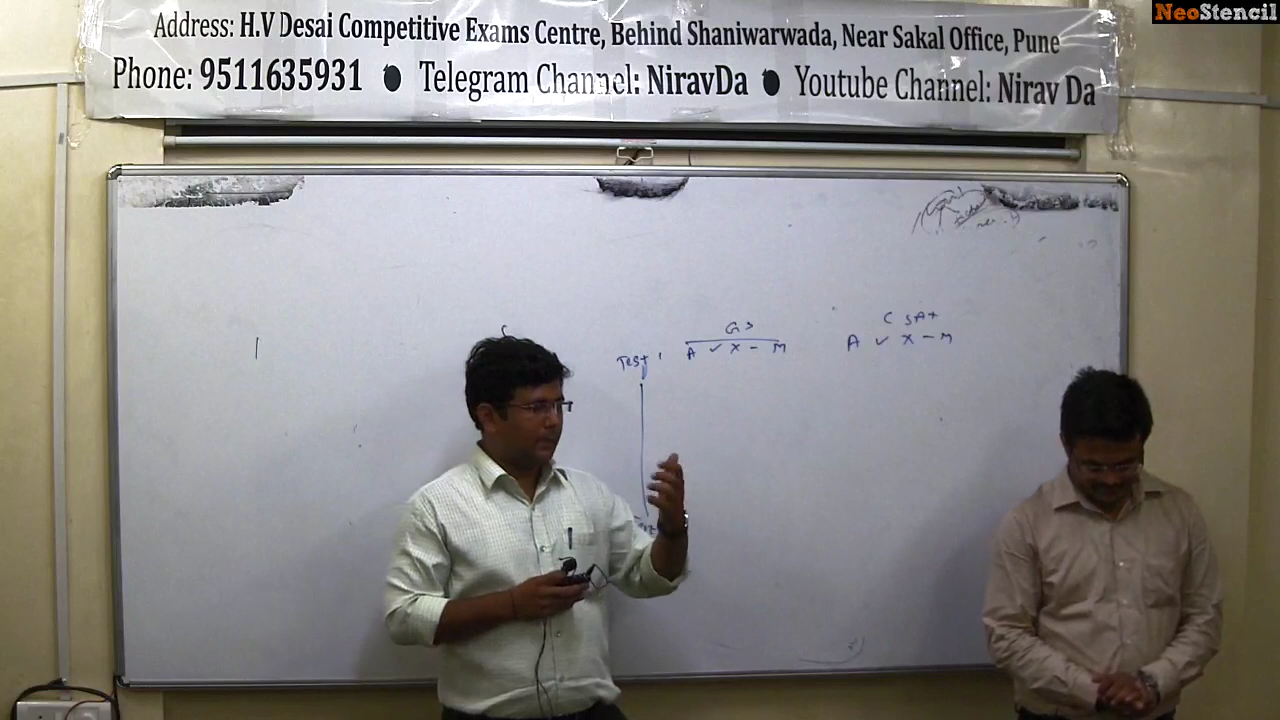 NeoStencil
Address: H.V Desai Competitive Exams Centre, Behind Shaniwarwada, Near Sakal Office, Pune
Phone: 9511635931 ● Telegram Channel: NiravDa ● Youtube Channel: Nirav Da
GS
CSAT
Test 1
A ✓ X - M
A ✓ X - M